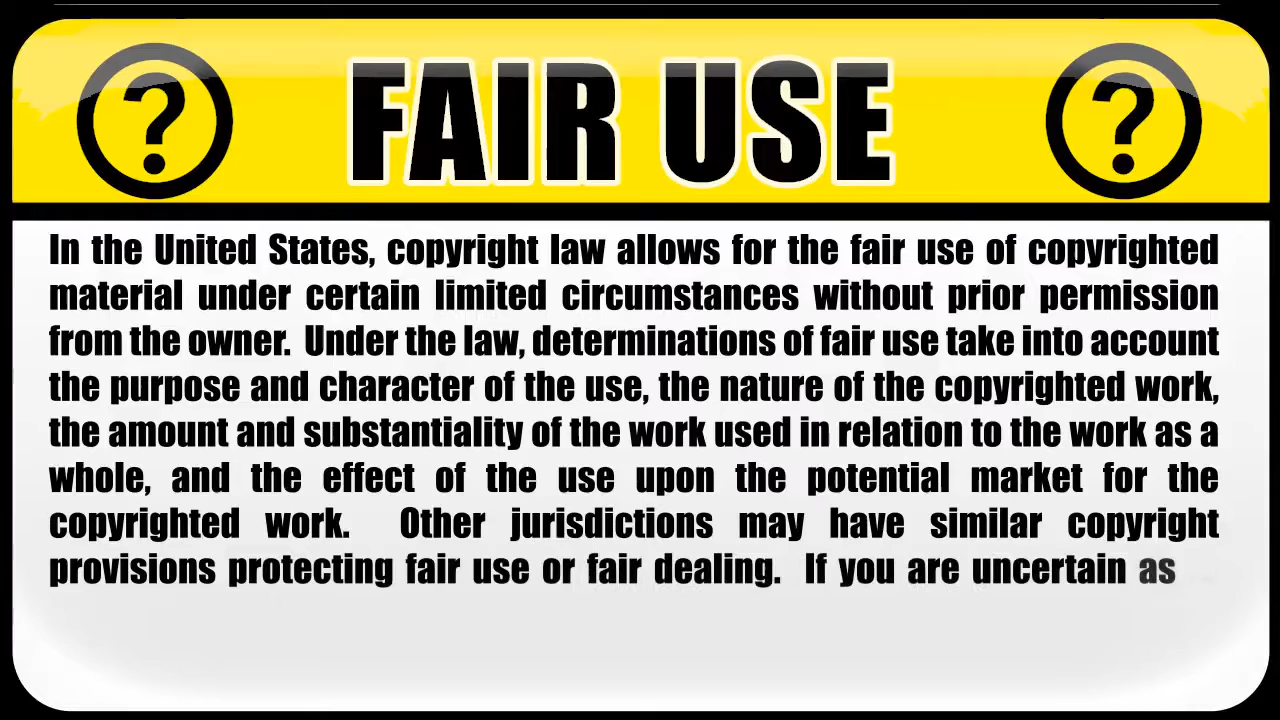 ? FAIR USE ?
In the United States, copyright law allows for the fair use of copyrighted
material under certain limited circumstances without prior permission
from the owner.  Under the law, determinations of fair use take into account
the purpose and character of the use, the nature of the copyrighted work,
the amount and substantiality of the work used in relation to the work as a
whole, and the effect of the use upon the potential market for the
copyrighted work.  Other jurisdictions may have similar copyright
provisions protecting fair use or fair dealing.  If you are uncertain as